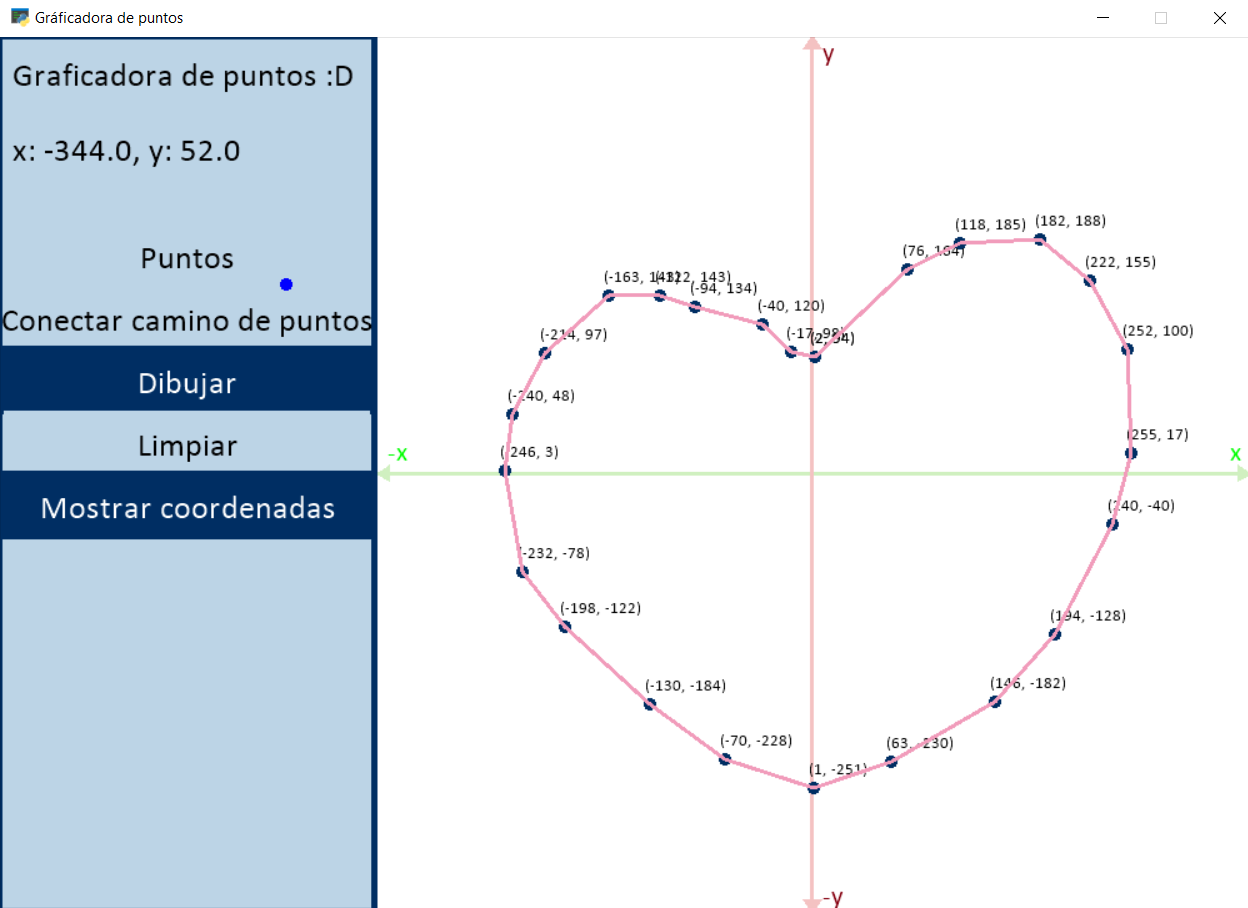 Gráficadora de puntos
Graficadora de puntos :D
x: -344.0, y: 52.0
Puntos
Conectar camino de puntos
Dibujar
Limpiar
Mostrar coordenadas
y
(118, 185)
(182, 188)
(76, 164)
(222, 155)
(-163, 143)
(-122, 143)
(-94, 134)
(-40, 120)
(-17, 98)
(2, 94)
(-214, 97)
(252, 100)
(-240, 48)
(255, 17)
-x
(-246, 3)
x
(240, -40)
(-232, -78)
(-198, -122)
(194, -128)
(-130, -184)
(146, -182)
(-70, -228)
(63, -230)
(1, -251)
-y